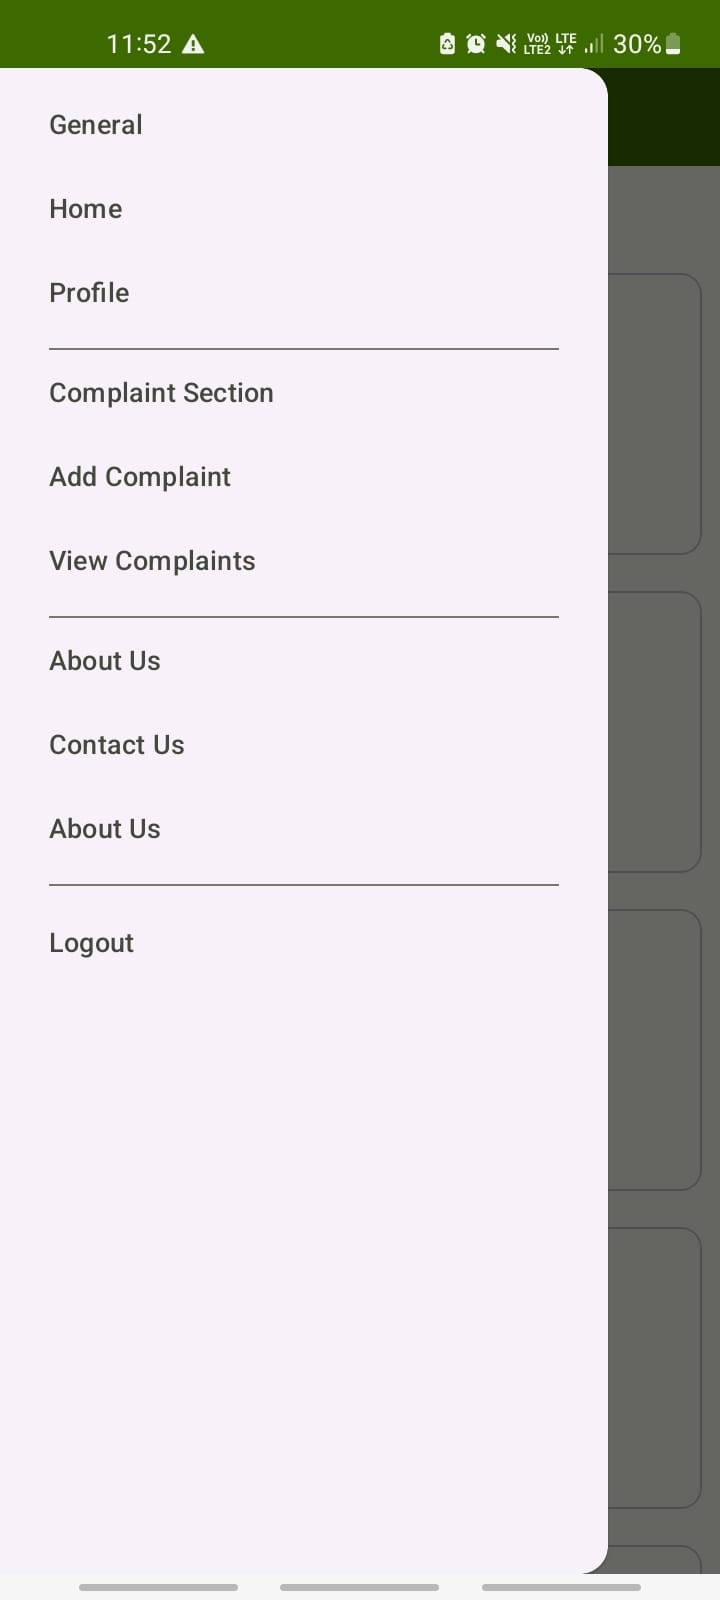 11:52
Vo)) LTE
LTE2
30%
General
Home
Profile
Complaint Section
Add Complaint
View Complaints
About Us
Contact Us
About Us
Logout